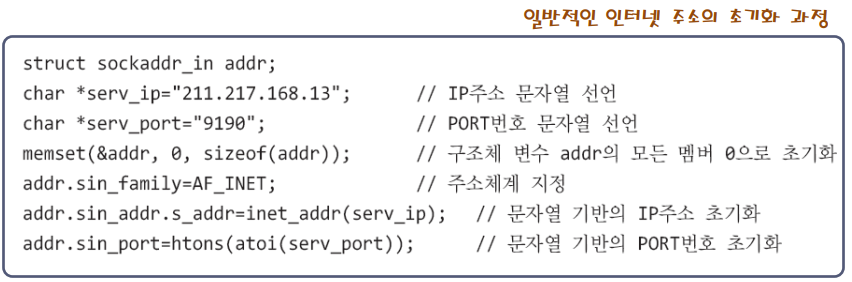 일반적인 인터넷 주소의 초기화 과정
struct sockaddr_in addr;
char *serv_ip="211.217.168.13"; // IP주소 문자열 선언
char *serv_port="9190"; // PORT번호 문자열 선언
memset(&addr, 0, sizeof(addr)); // 구조체 변수 addr의 모든 멤버 0으로 초기화
addr.sin_family=AF_INET; // 주소체계 지정
addr.sin_addr.s_addr=inet_addr(serv_ip); // 문자열 기반의 IP주소 초기화
addr.sin_port=htons(atoi(serv_port)); // 문자열 기반의 PORT번호 초기화